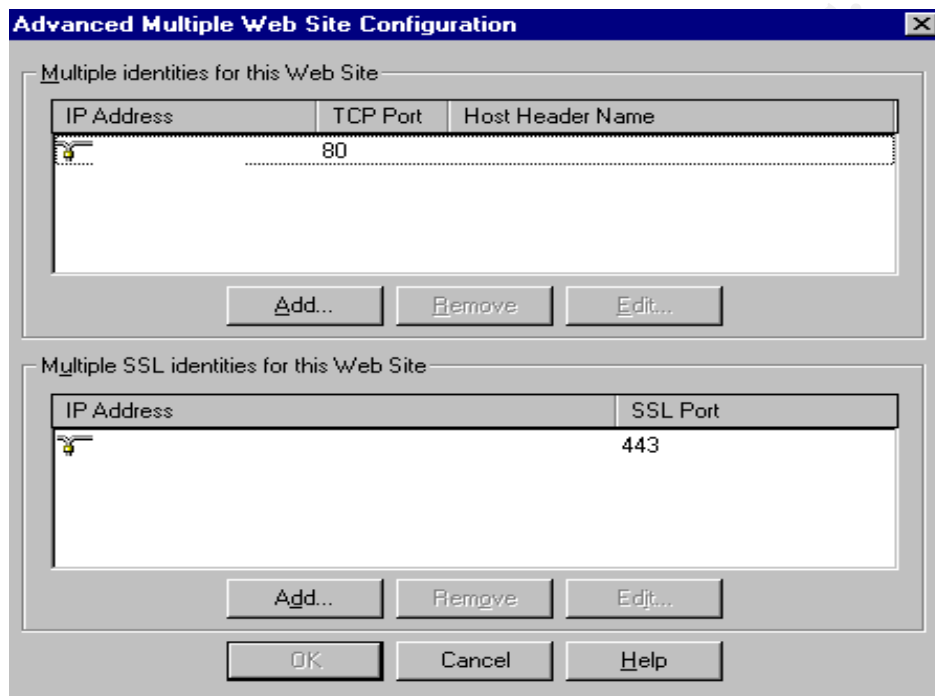 Advanced Multiple Web Site Configuration
Multiple identities for this Web Site
IP Address TCP Port Host Header Name
80
Add... Remove Edit...
Multiple SSL identities for this Web Site
IP Address SSL Port
443
Add... Remove Edit...
OK Cancel Help